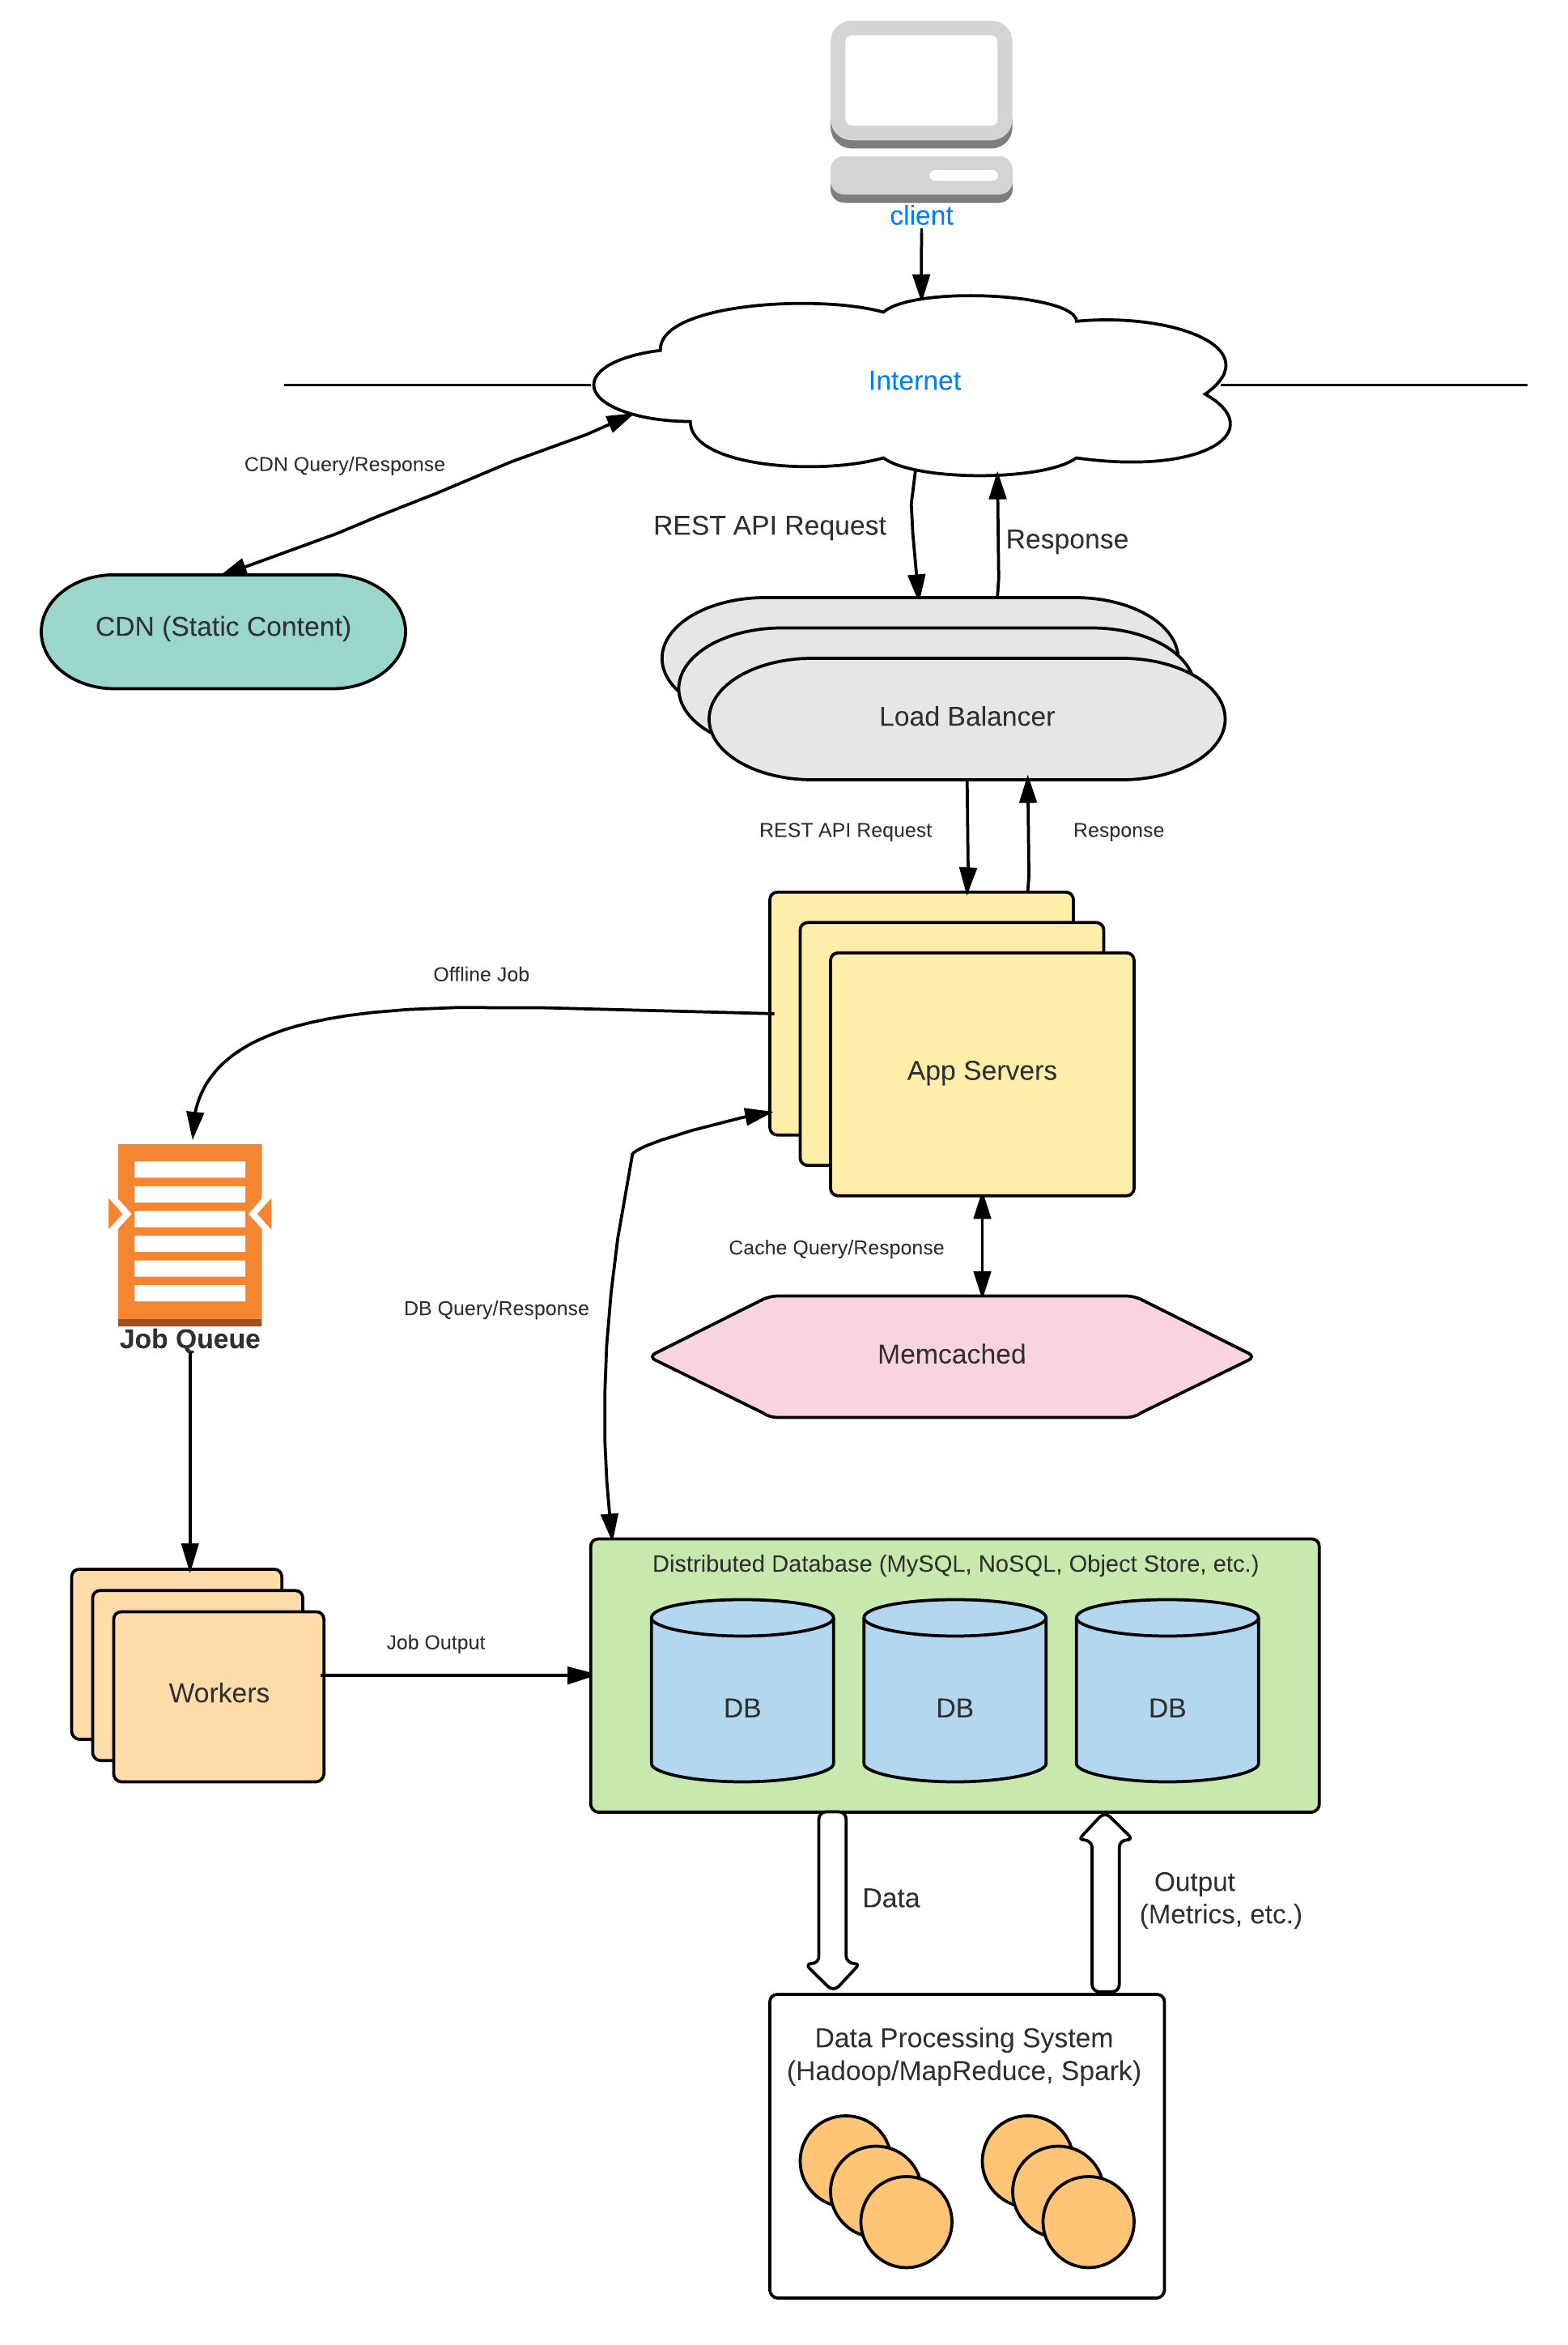 client
Internet
CDN Query/Response
REST API Request
Response
CDN (Static Content)
Load Balancer
REST API Request
Response
Offline Job
App Servers
Cache Query/Response
DB Query/Response
Job Queue
Memcached
Distributed Database (MySQL, NoSQL, Object Store, etc.)
Job Output
Workers
DB
DB
DB
Data
Output
(Metrics, etc.)
Data Processing System
(Hadoop/MapReduce, Spark)